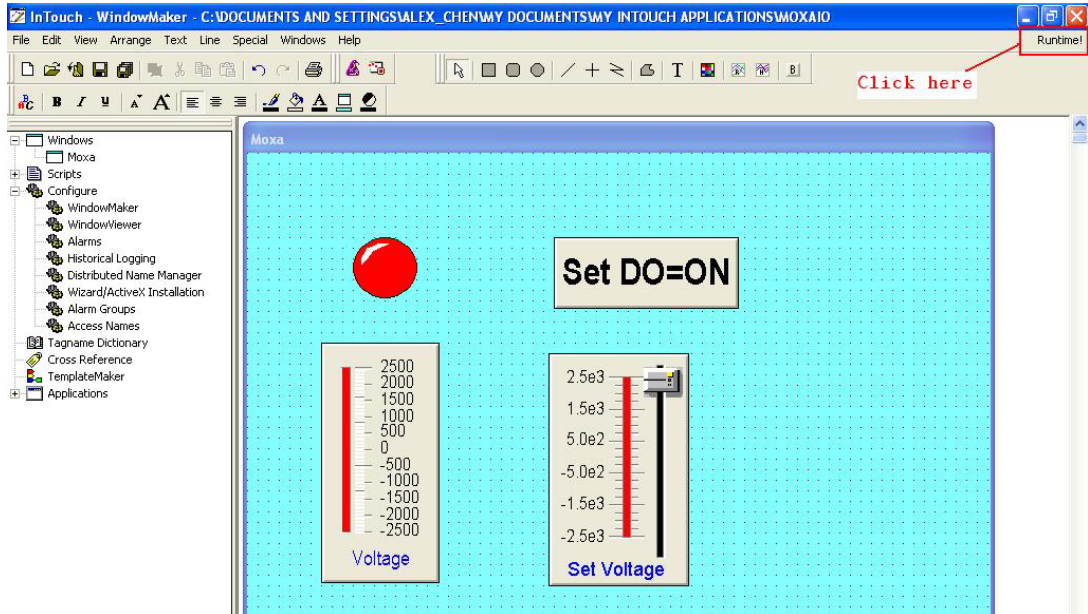 InTouch - WindowMaker - C:\DOCUMENTS AND SETTINGS\ALEX_CHEN\MY DOCUMENTS\MY INTOUCH APPLICATIONS\MOXAIO
File Edit View Arrange Text Line Special Windows Help
Runtime!
Click here
Windows
Moxa
Scripts
Configure
WindowMaker
WindowViewer
Alarms
Historical Logging
Distributed Name Manager
Wizard/ActiveX Installation
Alarm Groups
Access Names
Tagname Dictionary
Cross Reference
TemplateMaker
Applications
Moxa
Set DO=ON
2500
2000
1500
1000
500
0
-500
-1000
-1500
-2000
-2500
Voltage
2.5e3
1.5e3
5.0e2
-5.0e2
-1.5e3
-2.5e3
Set Voltage